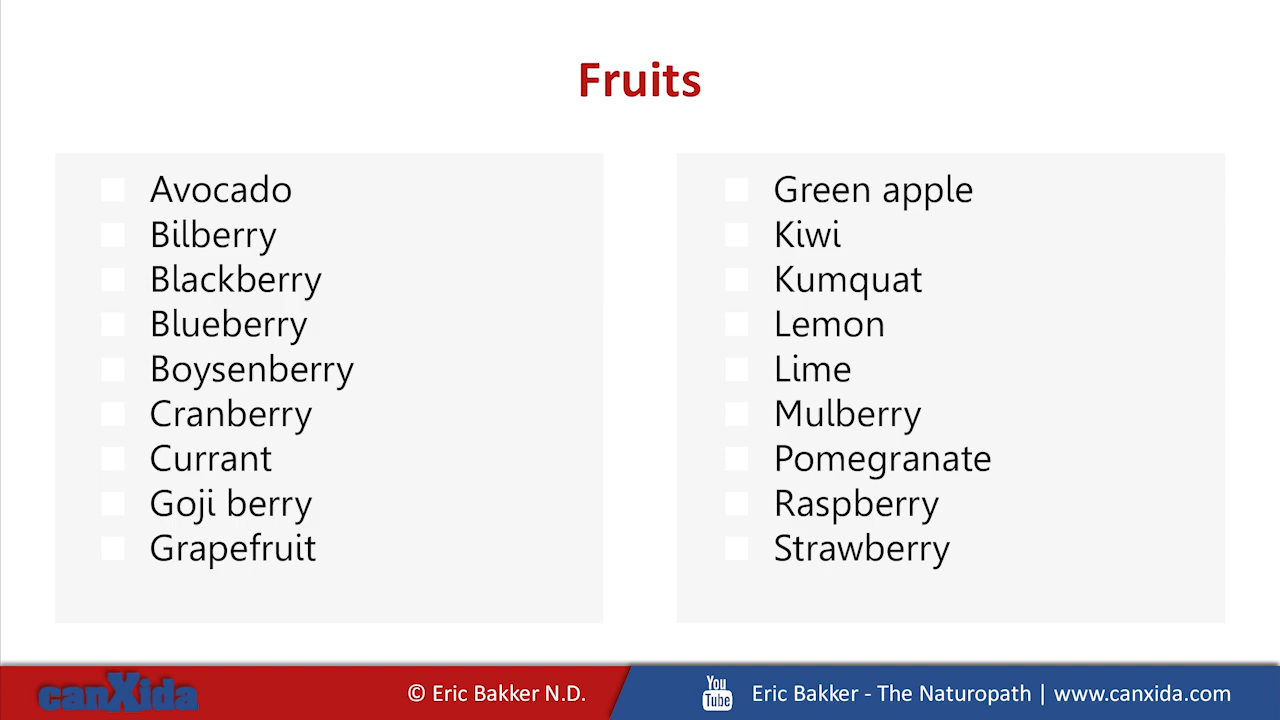 Fruits
Avocado
Bilberry
Blackberry
Blueberry
Boysenberry
Cranberry
Currant
Goji berry
Grapefruit
Green apple
Kiwi
Kumquat
Lemon
Lime
Mulberry
Pomegranate
Raspberry
Strawberry
canXida
© Eric Bakker N.D.
You
Tube
Eric Bakker - The Naturopath | www.canxida.com